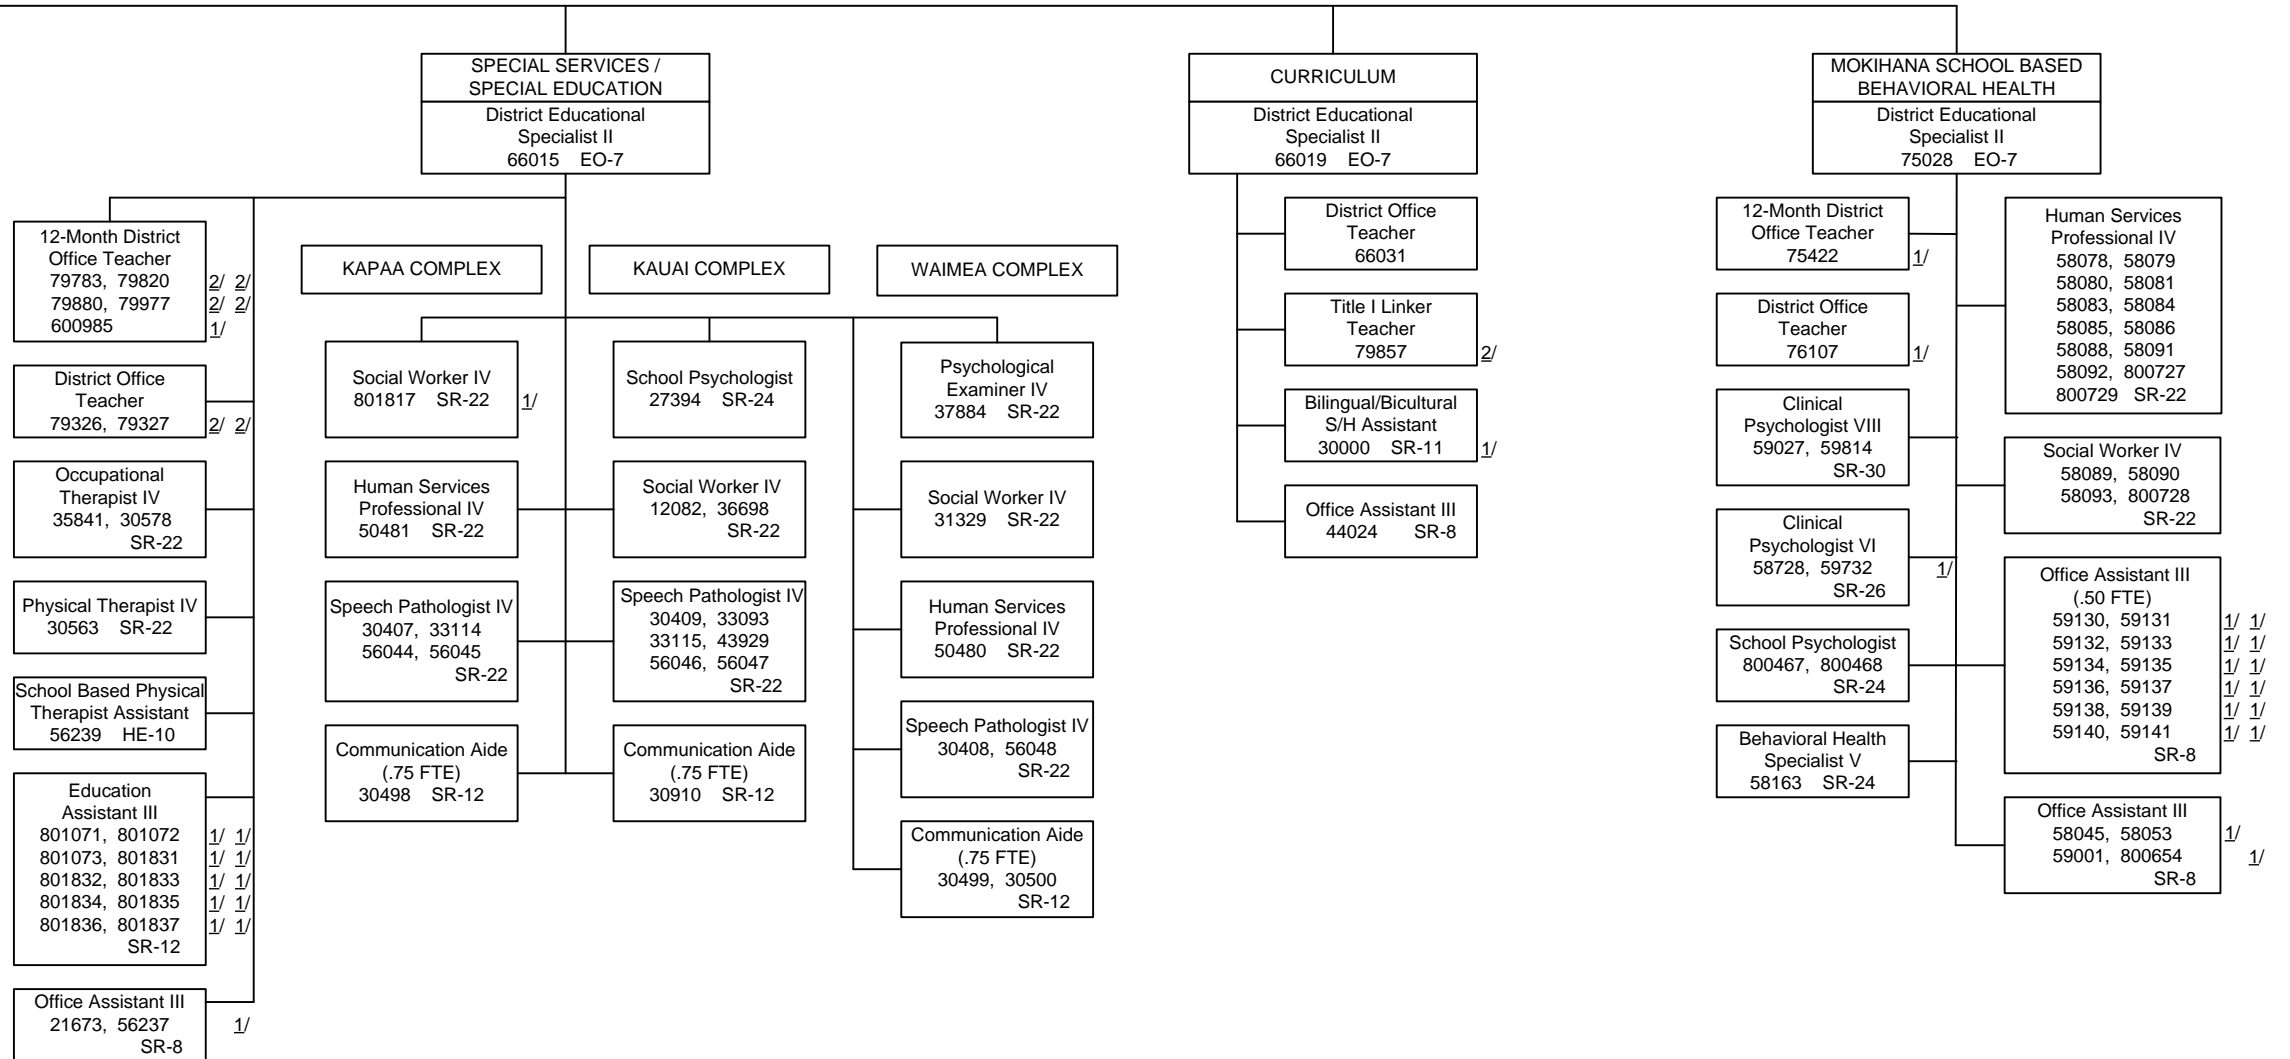 SPECIAL SERVICES /
SPECIAL EDUCATION
District Educational
Specialist II
66015 EO-7
12-Month District
Office Teacher
79783, 79820 2/ 2/
79880, 79977 2/ 2/
600985 1/
District Office
Teacher
79326, 79327 2/ 2/
Occupational
Therapist IV
35841, 30578
SR-22
Physical Therapist IV
30563 SR-22
School Based Physical
Therapist Assistant
56239 HE-10
Education
Assistant III
801071, 801072 1/ 1/
801073, 801831 1/ 1/
801832, 801833 1/ 1/
801834, 801835 1/ 1/
801836, 801837 1/ 1/
SR-12
Office Assistant III
21673, 56237 1/
SR-8
KAPAA COMPLEX
Social Worker IV
801817 SR-22 1/
Human Services
Professional IV
50481 SR-22
Speech Pathologist IV
30407, 33114
56044, 56045
SR-22
Communication Aide
(.75 FTE)
30498 SR-12
KAUAI COMPLEX
School Psychologist
27394 SR-24
Social Worker IV
12082, 36698
SR-22
Speech Pathologist IV
30409, 33093
33115, 43929
56046, 56047
SR-22
Communication Aide
(.75 FTE)
30910 SR-12
WAIMEA COMPLEX
Psychological
Examiner IV
37884 SR-22
Social Worker IV
31329 SR-22
Human Services
Professional IV
50480 SR-22
Speech Pathologist IV
30408, 56048
SR-22
Communication Aide
(.75 FTE)
30499, 30500
SR-12
CURRICULUM
District Educational
Specialist II
66019 EO-7
District Office
Teacher
66031
Title I Linker
Teacher
79857 2/
Bilingual/Bicultural
S/H Assistant
30000 SR-11 1/
Office Assistant III
44024 SR-8
MOKIHANA SCHOOL BASED
BEHAVIORAL HEALTH
District Educational
Specialist II
75028 EO-7
12-Month District
Office Teacher
75422 1/
District Office
Teacher
76107 1/
Clinical
Psychologist VIII
59027, 59814
SR-30
Clinical
Psychologist VI
58728, 59732 1/
SR-26
School Psychologist
800467, 800468
SR-24
Behavioral Health
Specialist V
58163 SR-24
Human Services
Professional IV
58078, 58079
58080, 58081
58083, 58084
58085, 58086
58088, 58091
58092, 800727
800729 SR-22
Social Worker IV
58089, 58090
58093, 800728
SR-22
Office Assistant III
(.50 FTE)
59130, 59131 1/ 1/
59132, 59133 1/ 1/
59134, 59135 1/ 1/
59136, 59137 1/ 1/
59138, 59139 1/ 1/
59140, 59141 1/ 1/
SR-8
Office Assistant III
58045, 58053 1/
59001, 800654 1/
SR-8